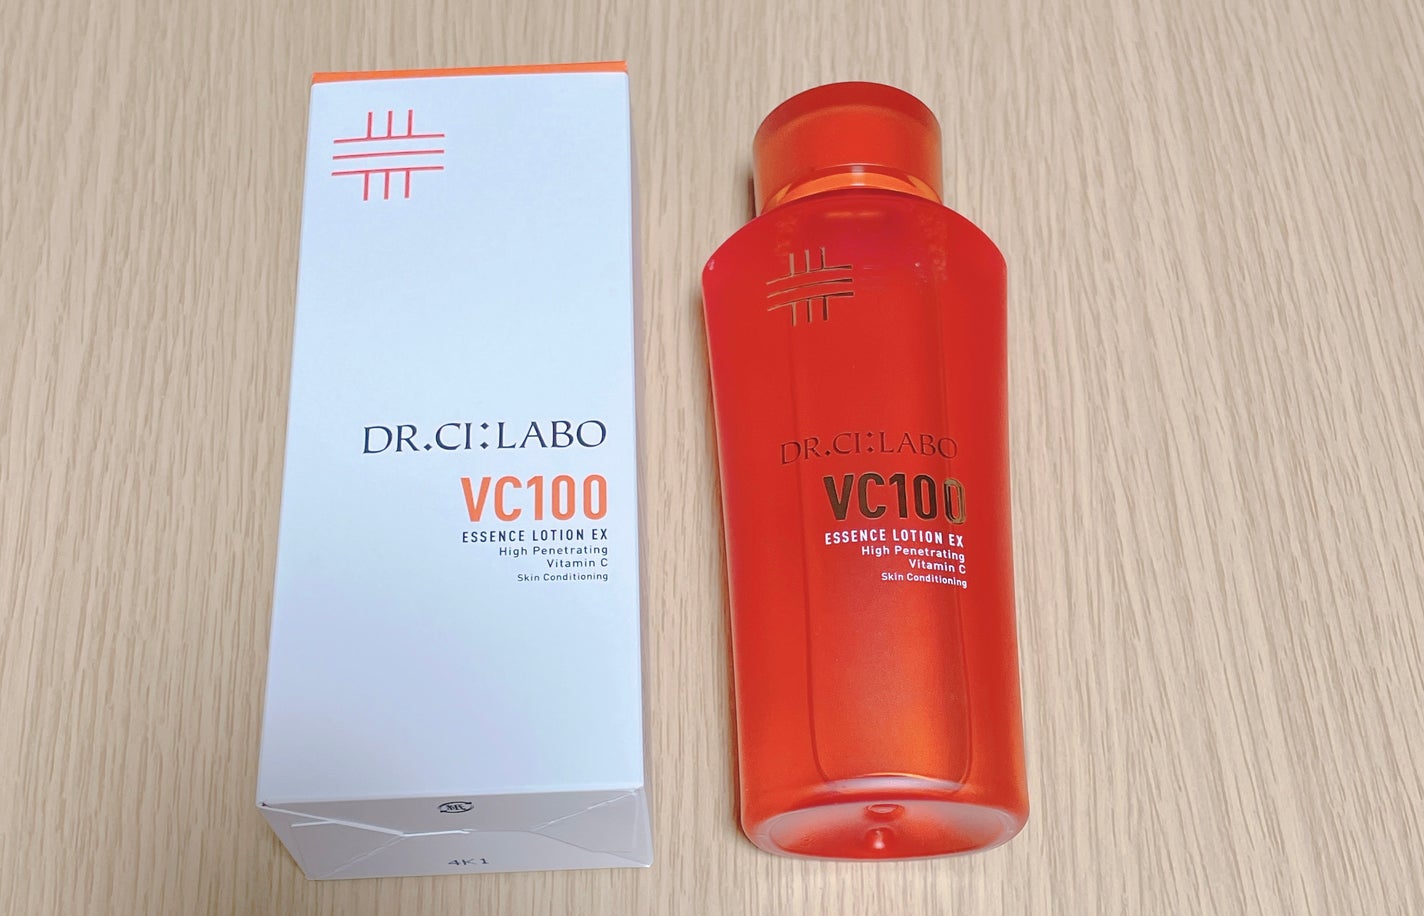 DR.CI:LABO
VC100
ESSENCE LOTION EX
High Penetrating
Vitamin C
Skin Conditioning
4K1
DR.CI:LABO
VC100
ESSENCE LOTION EX
High Penetrating
Vitamin C
Skin Conditioning